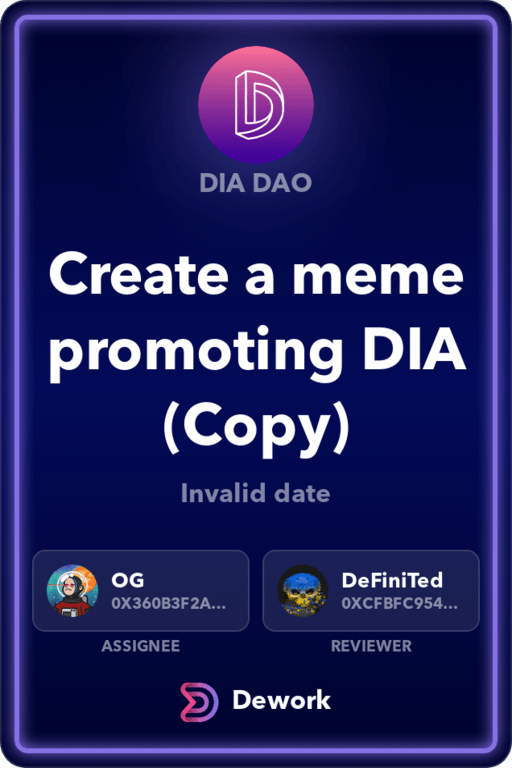 DIA DAO
Create a meme
promoting DIA
(Copy)
Invalid date
OG
0X360B3F2A...
ASSIGNEE
DeFiniTed
0XCFBFC954...
REVIEWER
Dework